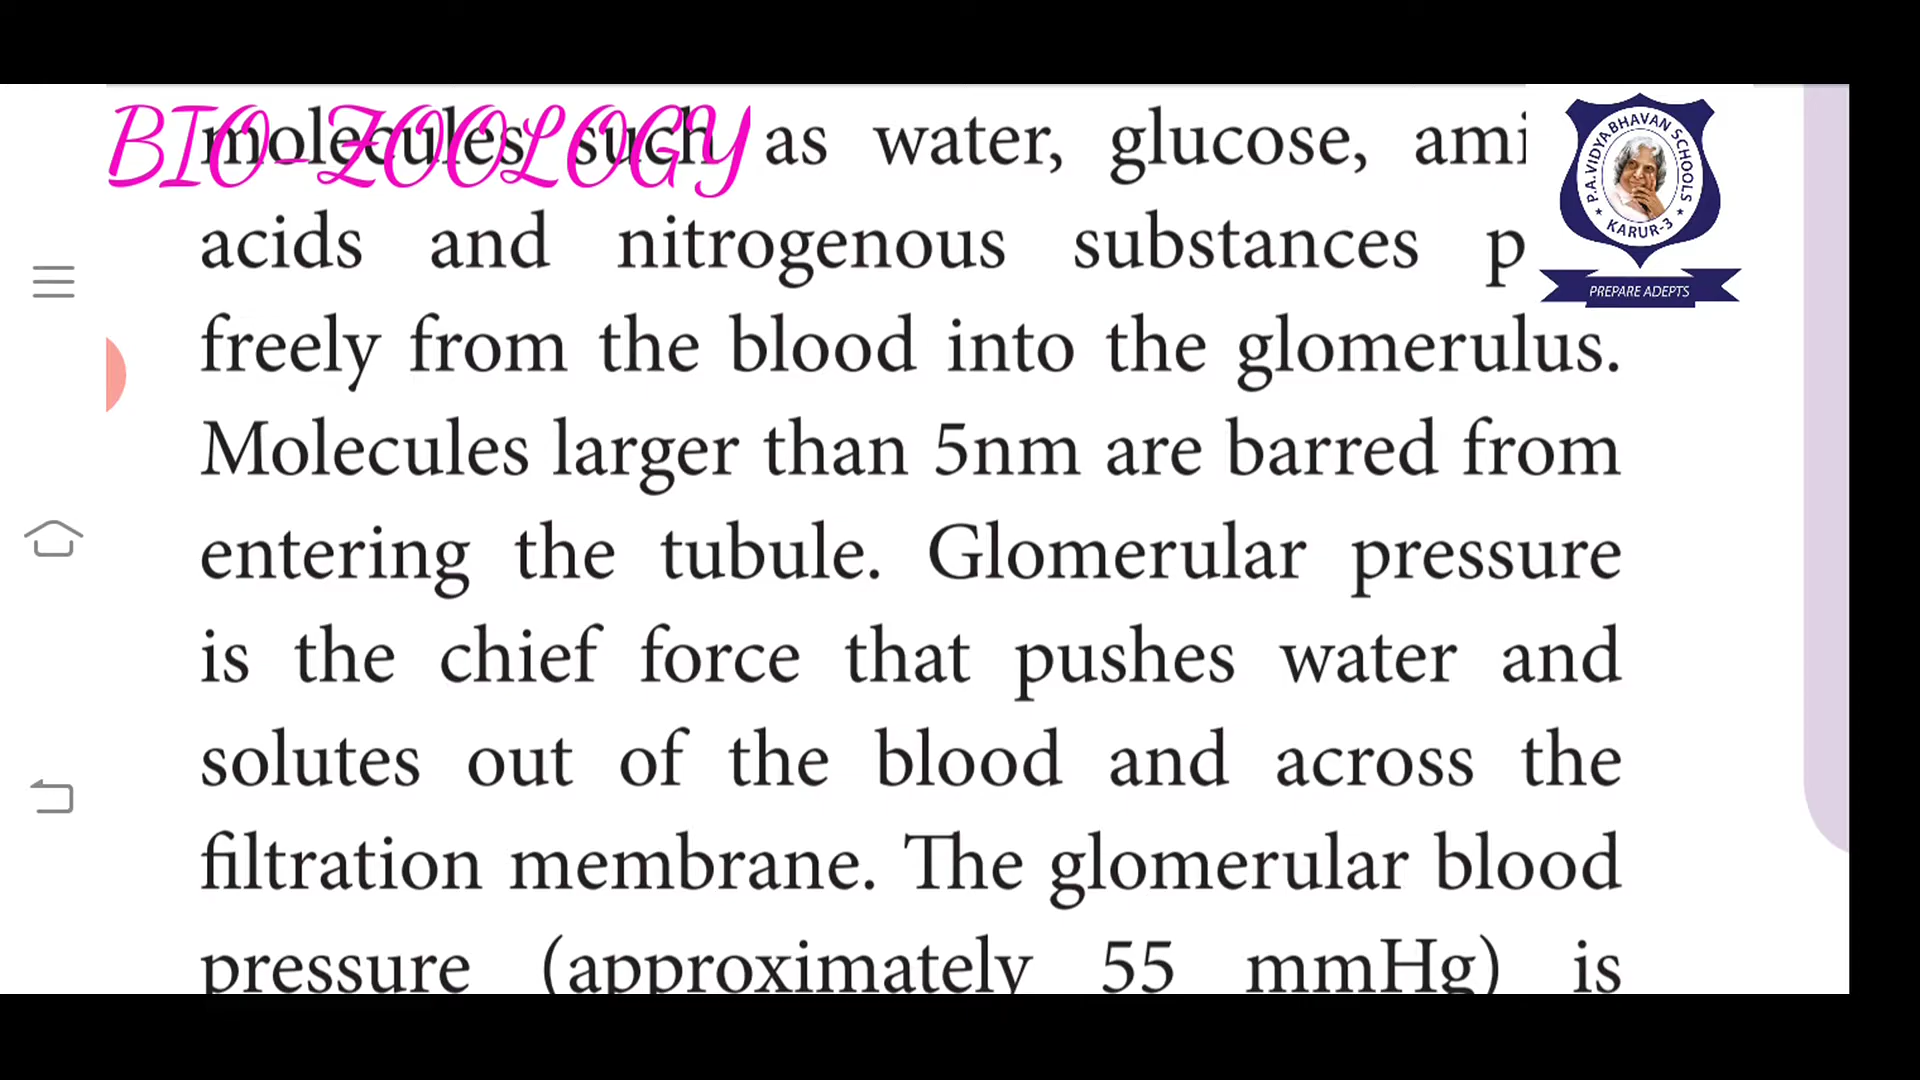 BIO-ZOOLOGY
molecules such as water, glucose, ami
acids and nitrogenous substances p
freely from the blood into the glomerulus.
Molecules larger than 5nm are barred from
entering the tubule. Glomerular pressure
is the chief force that pushes water and
solutes out of the blood and across the
filtration membrane. The glomerular blood
pressure (approximately 55 mmHg) is
P.A.VIDYA BHAVAN SCHOOLS
KARUR-3
PREPARE ADEPTS